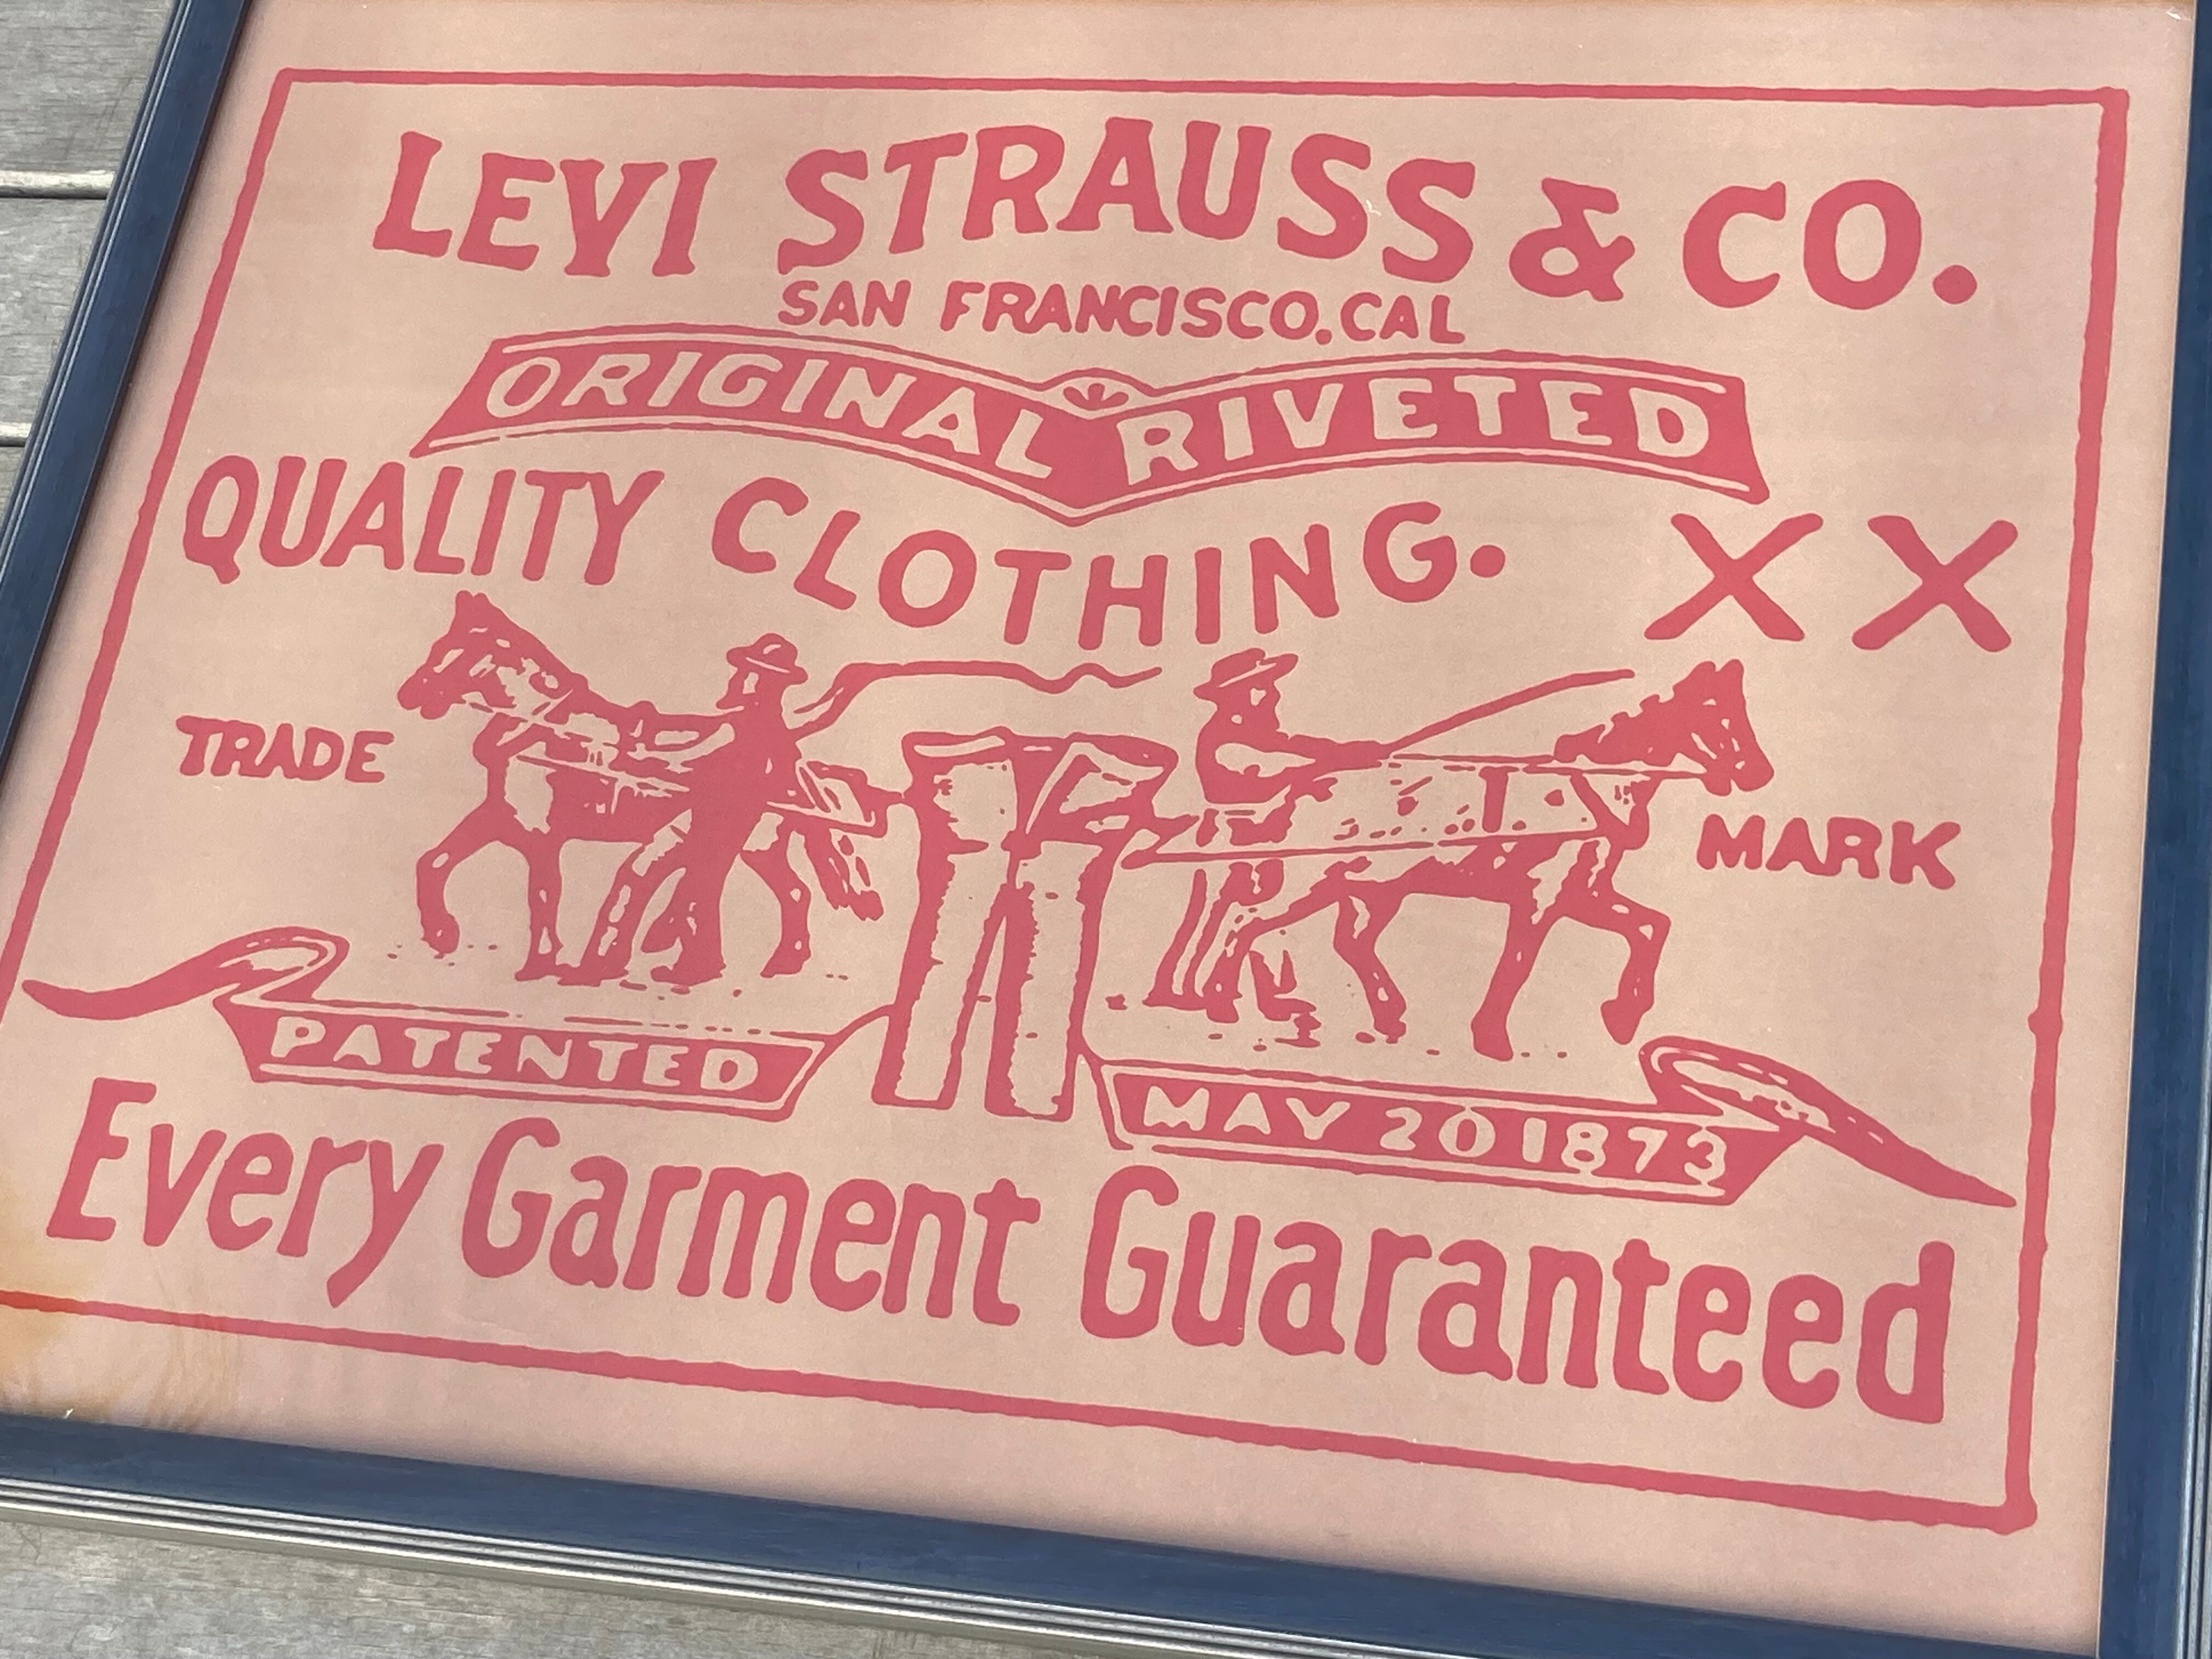 LEVI STRAUSS & CO.
SAN FRANCISCO. CAL
ORIGINAL RIVETED
QUALITY CLOTHING. XX
TRADE MARK
PATENTED MAY 20 1873
Every Garment Guaranteed